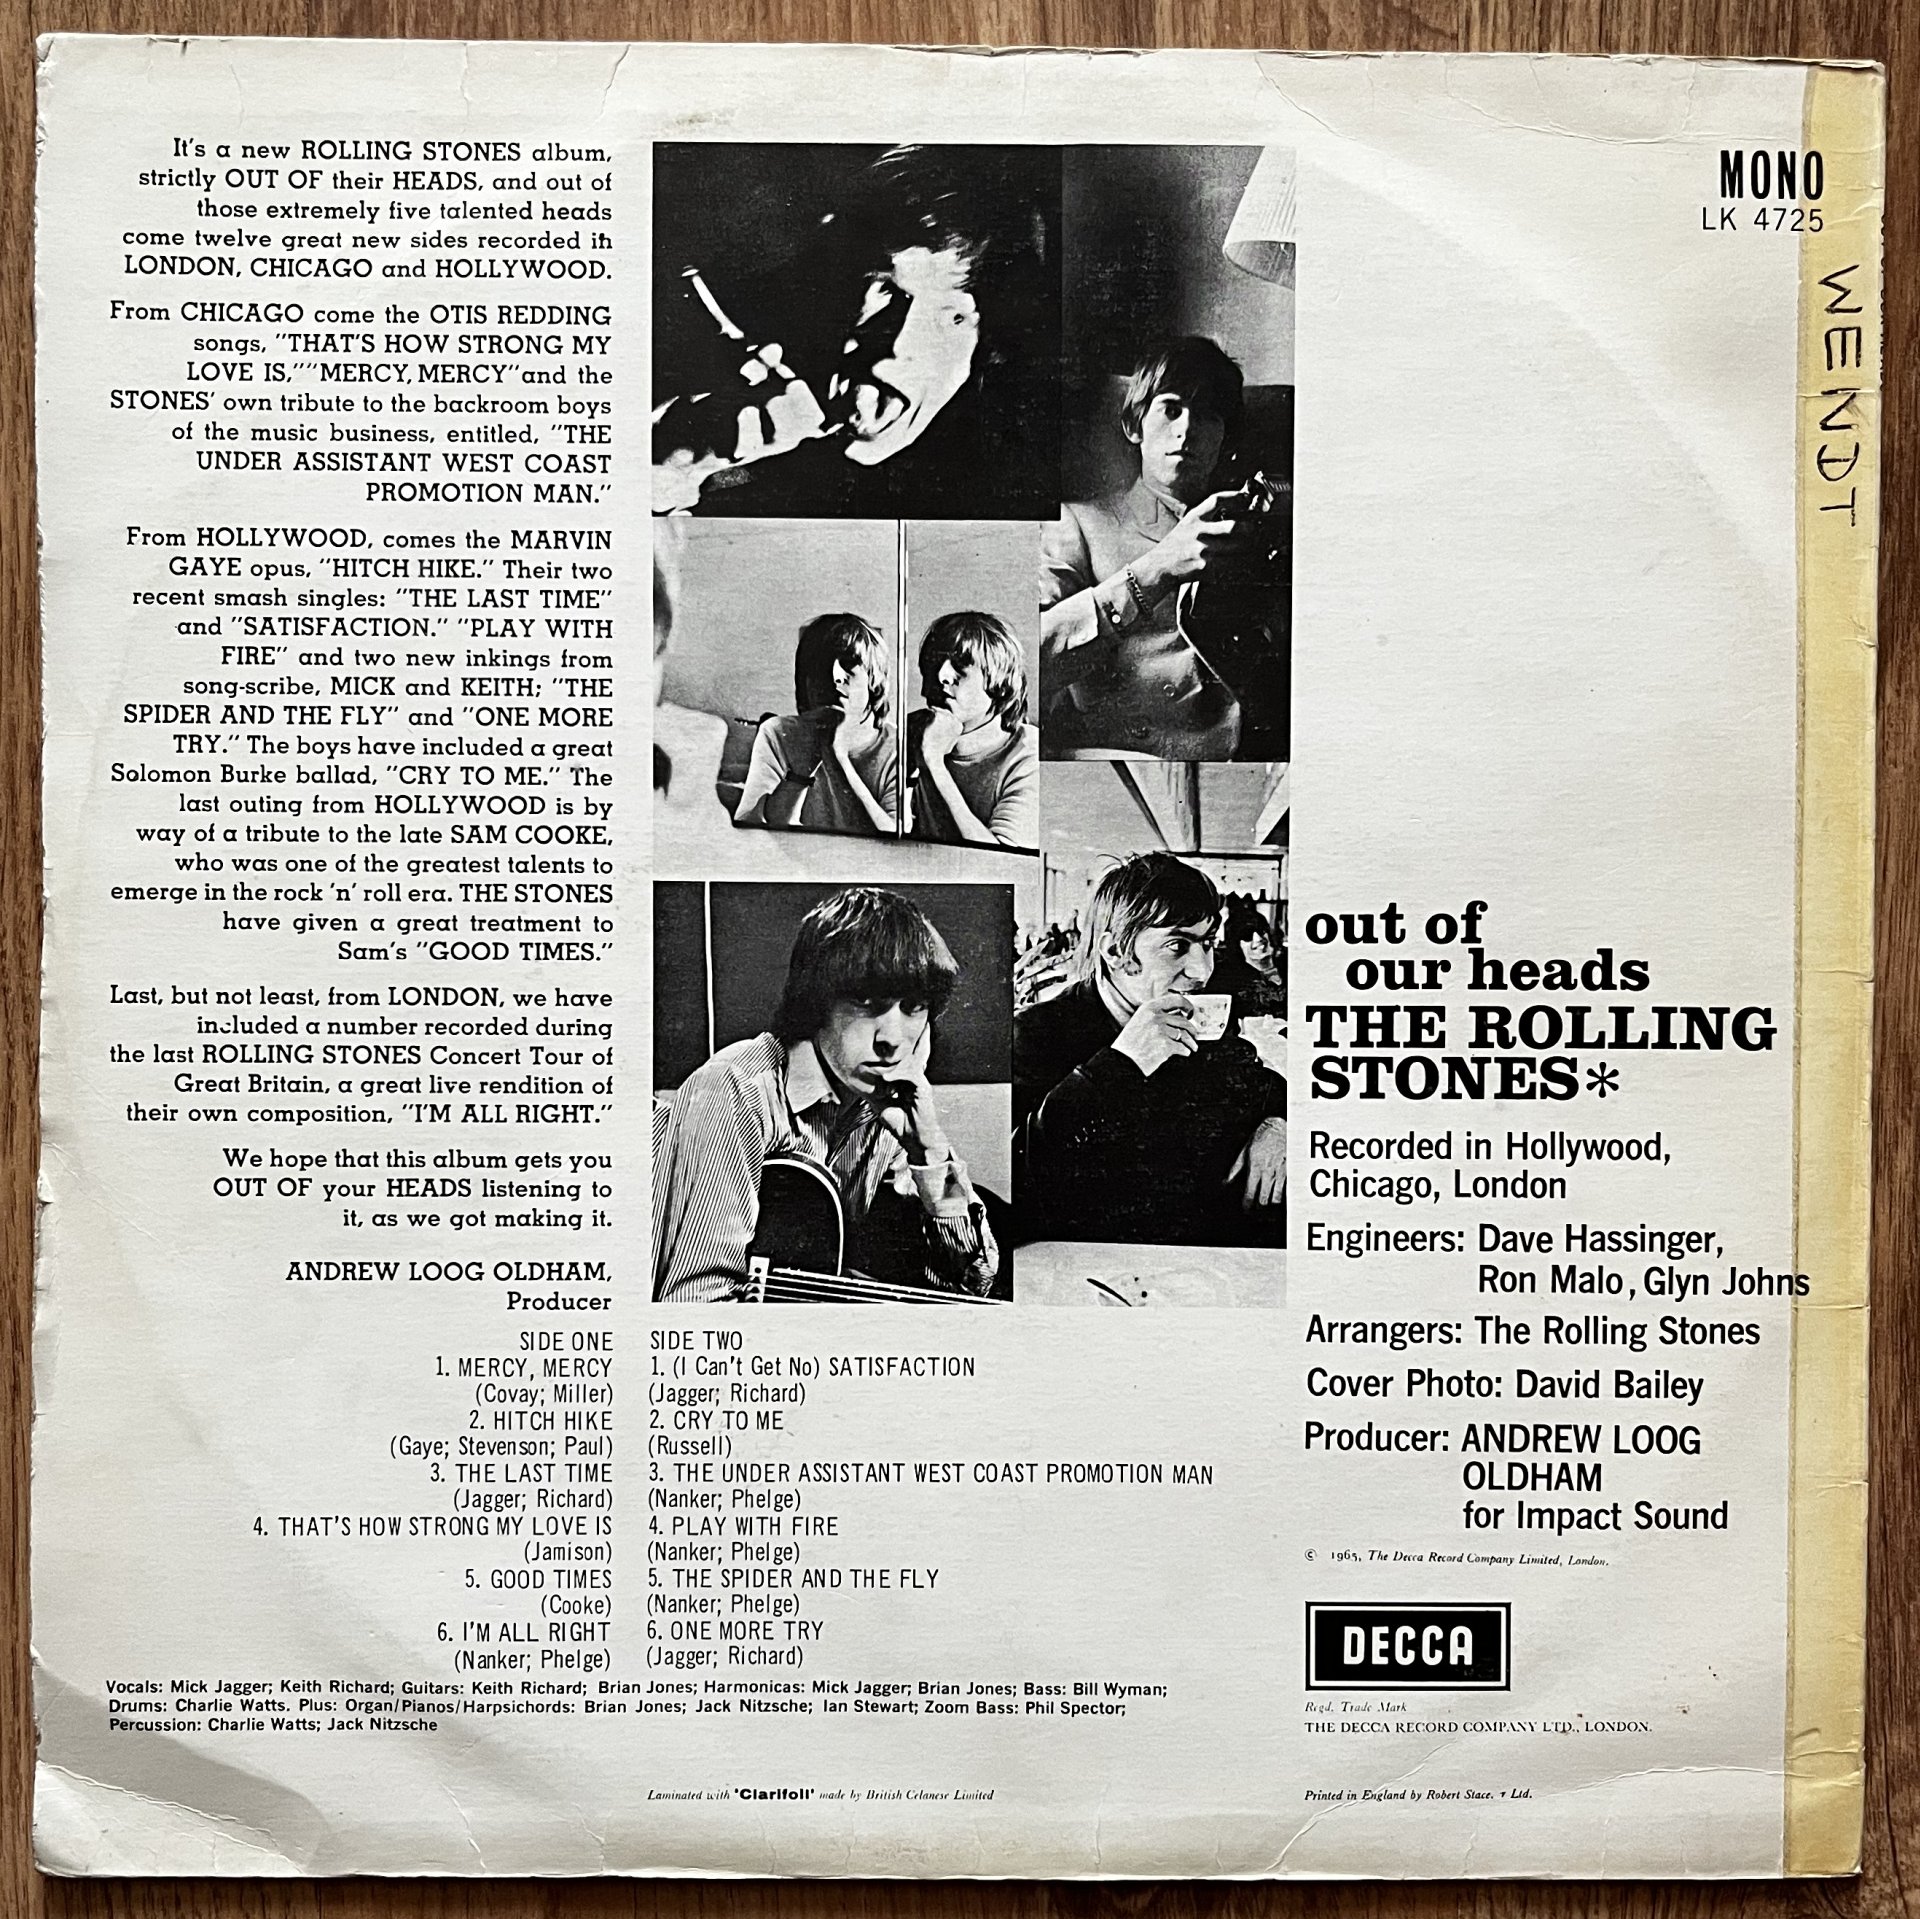 It's a new ROLLING STONES album,
strictly OUT OF their HEADS, and out of
those extremely five talented heads
come twelve great new sides recorded in
LONDON, CHICAGO and HOLLYWOOD.
From CHICAGO come the OTIS REDDING
songs, "THAT'S HOW STRONG MY
LOVE IS,""MERCY, MERCY"and the
STONES' own tribute to the backroom boys
of the music business, entitled, "THE
UNDER ASSISTANT WEST COAST
PROMOTION MAN."
From HOLLYWOOD, comes the MARVIN
GAYE opus, "HITCH HIKE." Their two
recent smash singles: "THE LAST TIME"
and "SATISFACTION." "PLAY WITH
FIRE" and two new inkings from
song-scribe, MICK and KEITH; "THE
SPIDER AND THE FLY" and "ONE MORE
TRY." The boys have included a great
Solomon Burke ballad, "CRY TO ME." The
last outing from HOLLYWOOD is by
way of a tribute to the late SAM COOKE,
who was one of the greatest talents to
emerge in the rock 'n' roll era. THE STONES
have given a great treatment to
Sam's "GOOD TIMES."
Last, but not least, from LONDON, we have
included a number recorded during
the last ROLLING STONES Concert Tour of
Great Britain, a great live rendition of
their own composition, "I'M ALL RIGHT."
We hope that this album gets you
OUT OF your HEADS listening to
it, as we got making it.
ANDREW LOOG OLDHAM,
Producer
SIDE ONE
1. MERCY, MERCY
(Covay; Miller)
2. HITCH HIKE
(Gaye; Stevenson; Paul)
3. THE LAST TIME
(Jagger; Richard)
4. THAT'S HOW STRONG MY LOVE IS
(Jamison)
5. GOOD TIMES
(Cooke)
6. I'M ALL RIGHT
(Nanker; Phelge)
SIDE TWO
1. (I Can't Get No) SATISFACTION
(Jagger; Richard)
2. CRY TO ME
(Russell)
3. THE UNDER ASSISTANT WEST COAST PROMOTION MAN
(Nanker; Phelge)
4. PLAY WITH FIRE
(Nanker; Phelge)
5. THE SPIDER AND THE FLY
(Nanker; Phelge)
6. ONE MORE TRY
(Jagger; Richard)
Vocals: Mick Jagger; Keith Richard; Guitars: Keith Richard; Brian Jones; Harmonicas: Mick Jagger; Brian Jones; Bass: Bill Wyman;
Drums: Charlie Watts. Plus: Organ/Pianos/Harpsichords: Brian Jones; Jack Nitzsche; Ian Stewart; Zoom Bass: Phil Spector;
Percussion: Charlie Watts; Jack Nitzsche
Laminated with 'Clarifoil' made by British Celanese Limited
MONO
LK 4725
WENDT
out of
our heads
THE ROLLING
STONES*
Recorded in Hollywood,
Chicago, London
Engineers: Dave Hassinger,
Ron Malo, Glyn Johns
Arrangers: The Rolling Stones
Cover Photo: David Bailey
Producer: ANDREW LOOG
OLDHAM
for Impact Sound
© 1965, The Decca Record Company Limited, London.
DECCA
Regd. Trade Mark
THE DECCA RECORD COMPANY LTD., LONDON.
Printed in England by Robert Stace. Ltd.